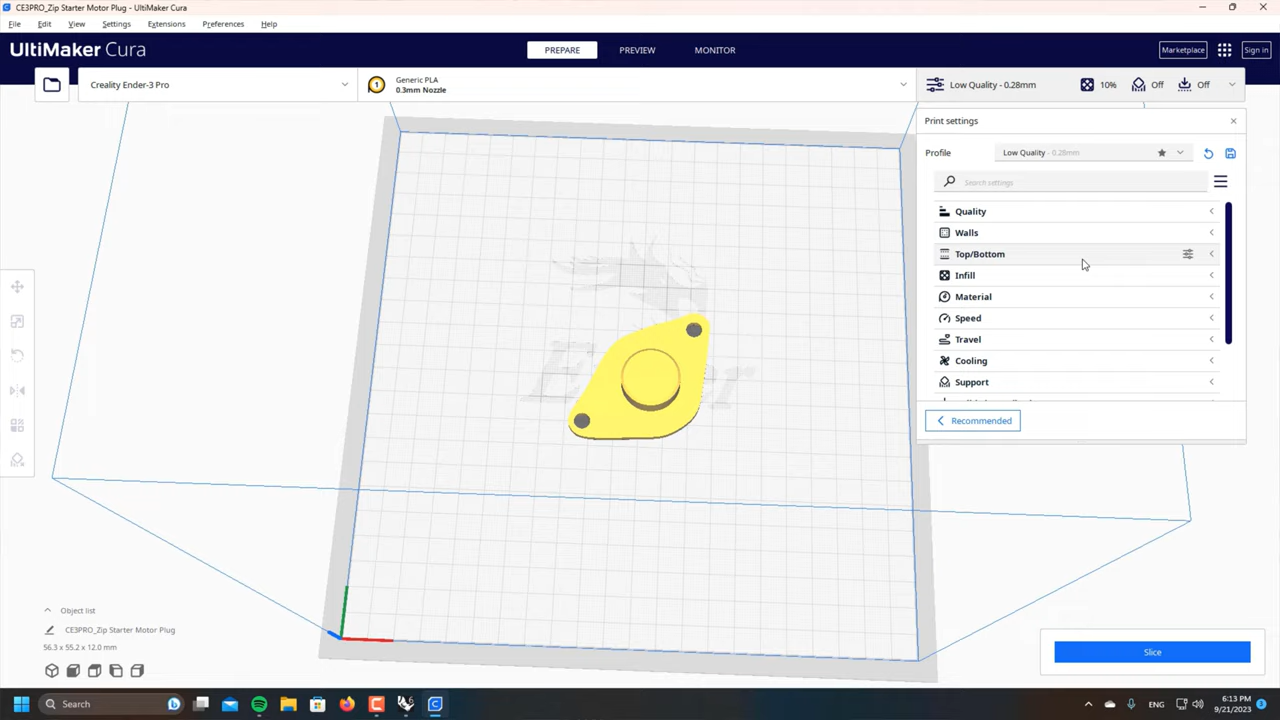 CE3PRO_Zip Starter Motor Plug - UltiMaker Cura
File Edit View Settings Extensions Preferences Help
UltiMaker Cura
PREPARE PREVIEW MONITOR
Marketplace Sign in
Creality Ender-3 Pro
1 Generic PLA
0.3mm Nozzle
Low Quality - 0.28mm 10% Off Off
Print settings
Profile Low Quality - 0.28mm
Search settings
Quality
Walls
Top/Bottom
Infill
Material
Speed
Travel
Cooling
Support
Recommended
Object list
CE3PRO_Zip Starter Motor Plug
56.3 x 55.2 x 12.0 mm
Slice
Search
ENG
6:13 PM
9/21/2023